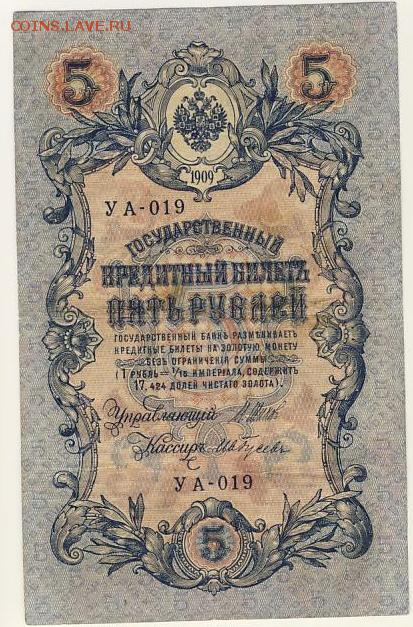 COINS.LAVE.RU
5 5
1909
УА-019
ГОСУДАРСТВЕННЫЙ
КРЕДИТНЫЙ БИЛЕТЪ
ПЯТЬ РУБЛЕЙ
ГОСУДАРСТВЕННЫЙ БАНКЪ РАЗМѢНИВАЕТЪ
КРЕДИТНЫЕ БИЛЕТЫ НА ЗОЛОТУЮ МОНЕТУ
БЕЗЪ ОГРАНИЧЕНІЯ СУММЫ
(1 РУБЛЬ = 1/15 ИМПЕРІАЛА, СОДЕРЖИТЪ
17,424 ДОЛЕЙ ЧИСТАГО ЗОЛОТА).
Управляющій
Кассиръ
УА-019
5